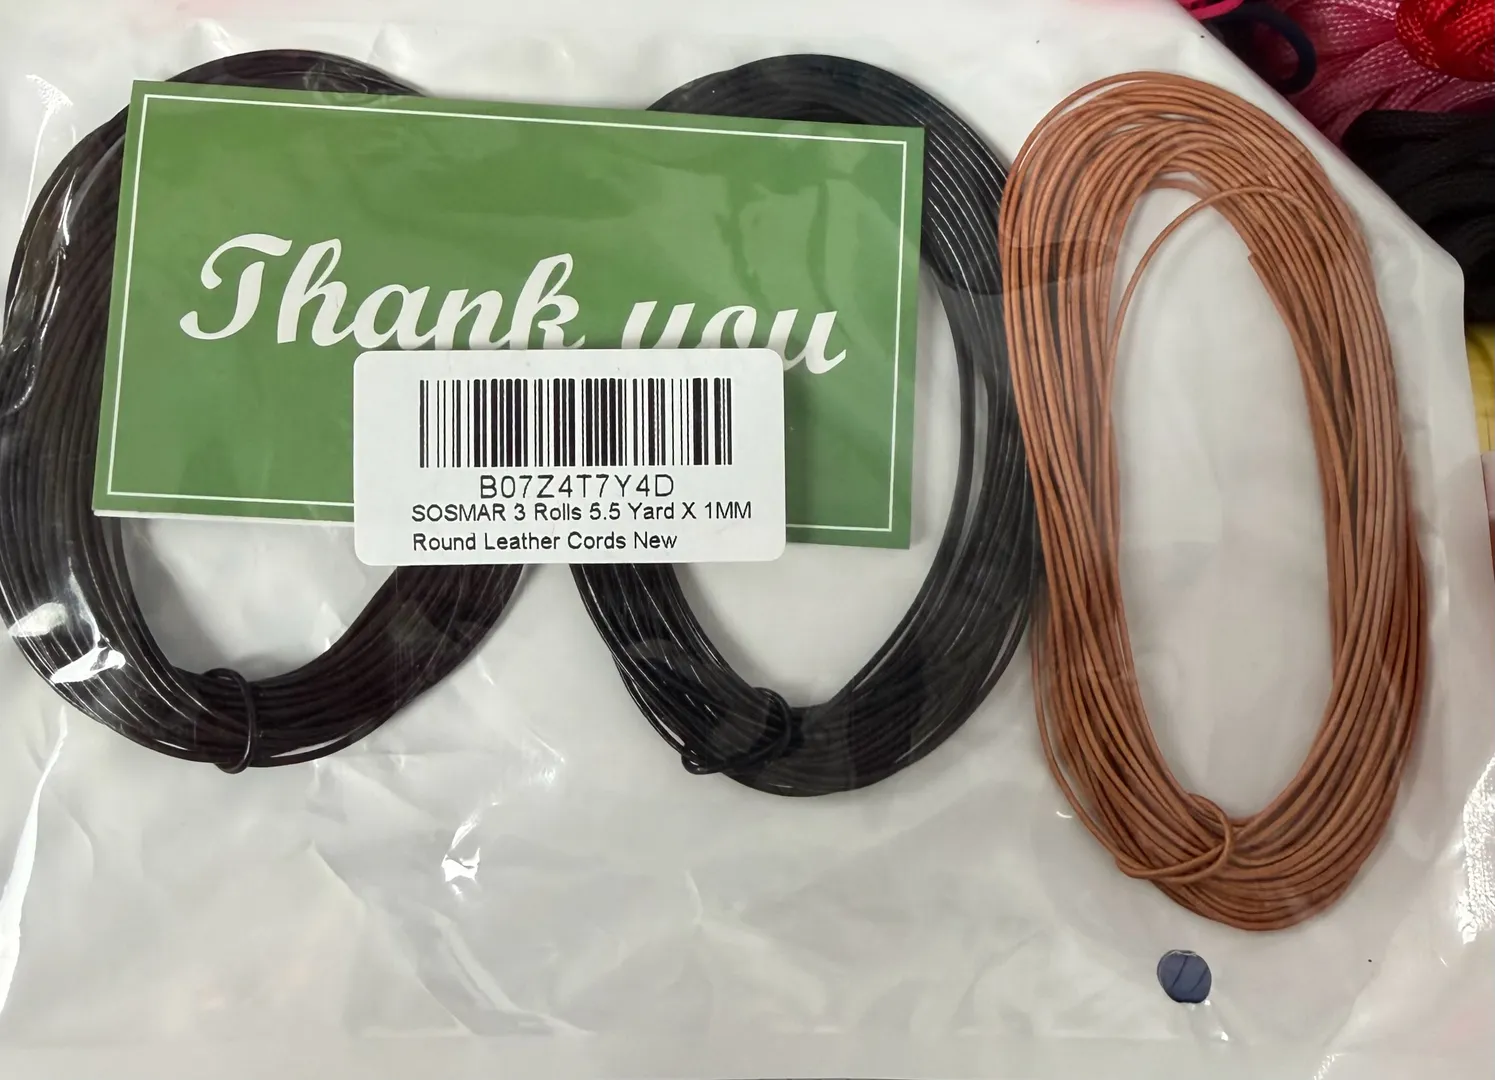 Thank you
B07Z4T7Y4D
SOSMAR 3 Rolls 5.5 Yard X 1MM
Round Leather Cords New